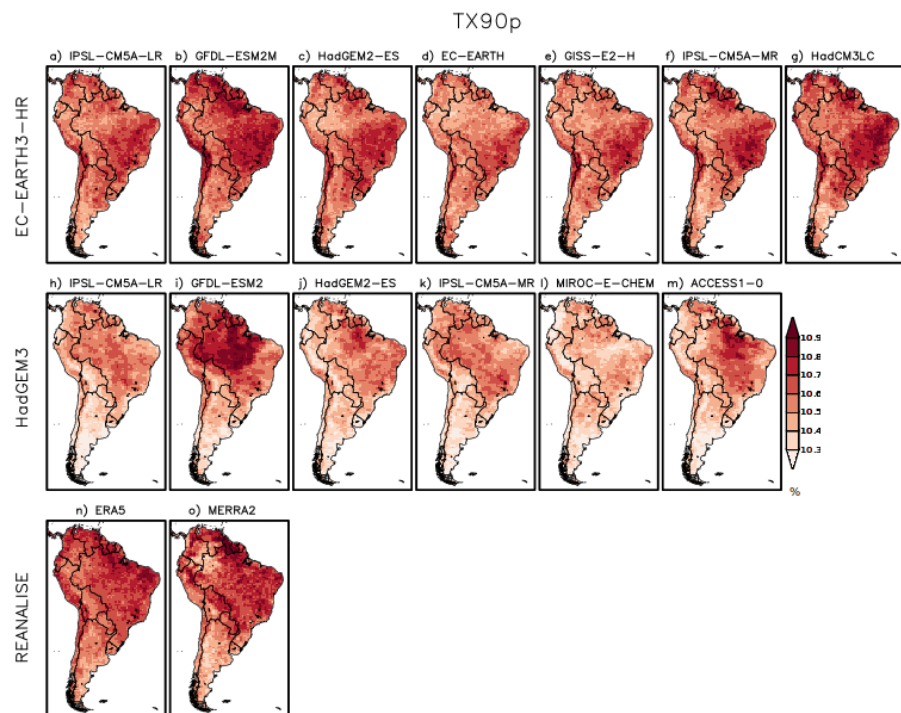 TX90p
a) IPSL-CM5A-LR b) GFDL-ESM2M c) HadGEM2-ES d) EC-EARTH e) GISS-E2-H f) IPSL-CM5A-MR g) HadCM3LC
EC-EARTH3-HR
h) IPSL-CM5A-LR i) GFDL-ESM2 j) HadGEM2-ES k) IPSL-CM5A-MR l) MIROC-E-CHEM m) ACCESS1-0
HadGEM3
10.9
10.8
10.7
10.6
10.5
10.4
10.3
%
n) ERA5 o) MERRA2
REANALISE